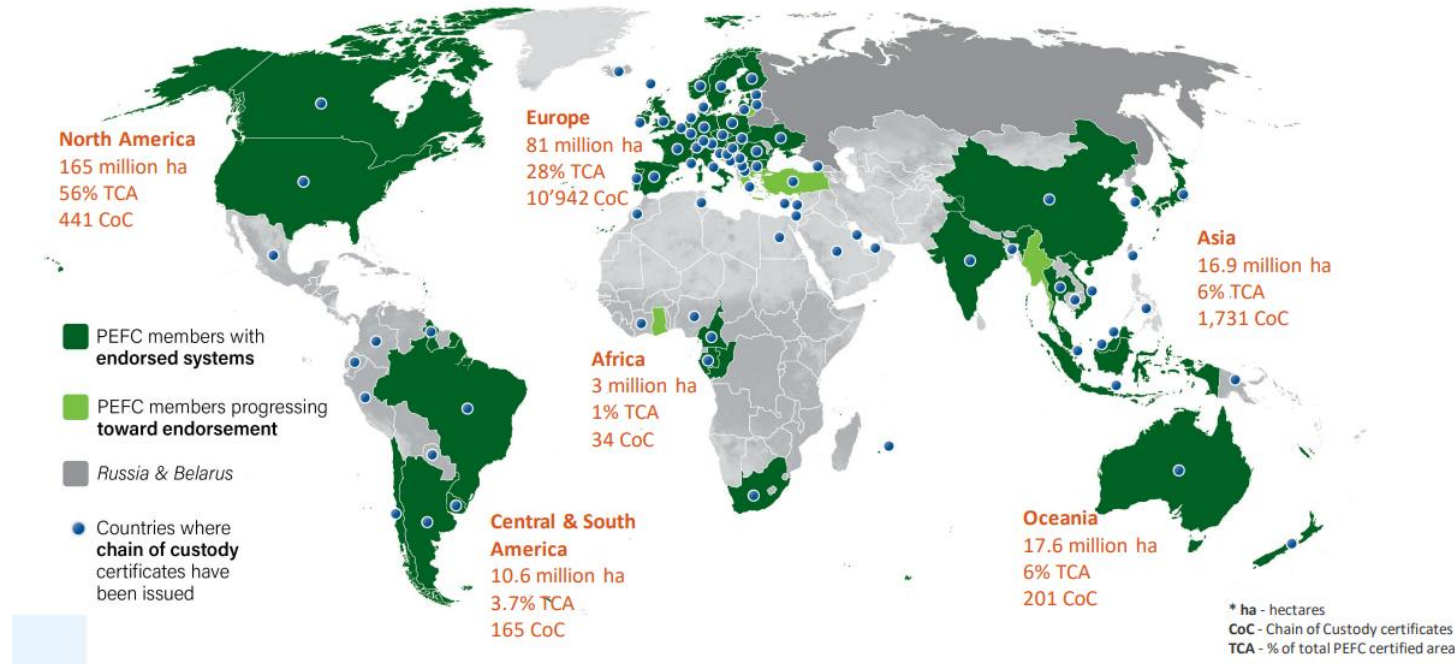 North America
165 million ha
56% TCA
441 CoC
Europe
81 million ha
28% TCA
10’942 CoC
Asia
16.9 million ha
6% TCA
1,731 CoC
Africa
3 million ha
1% TCA
34 CoC
Central & South
America
10.6 million ha
3.7% TCA
165 CoC
Oceania
17.6 million ha
6% TCA
201 CoC
PEFC members with
endorsed systems
PEFC members progressing
toward endorsement
Russia & Belarus
Countries where
chain of custody
certificates have
been issued
* ha - hectares
CoC - Chain of Custody certificates
TCA - % of total PEFC certified area